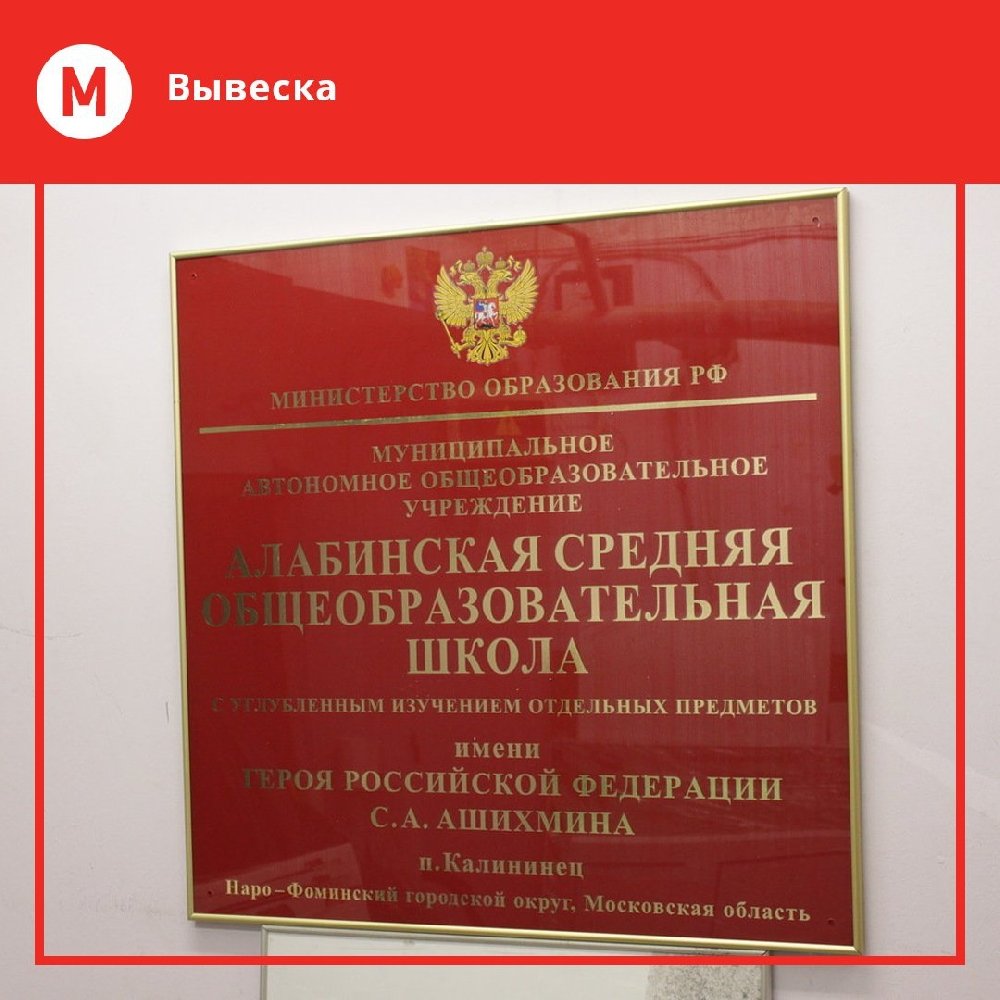 М Вывеска
МИНИСТЕРСТВО ОБРАЗОВАНИЯ РФ
МУНИЦИПАЛЬНОЕ
АВТОНОМНОЕ ОБЩЕОБРАЗОВАТЕЛЬНОЕ
УЧРЕЖДЕНИЕ
АЛАБИНСКАЯ СРЕДНЯЯ
ОБЩЕОБРАЗОВАТЕЛЬНАЯ
ШКОЛА
С УГЛУБЛЕННЫМ ИЗУЧЕНИЕМ ОТДЕЛЬНЫХ ПРЕДМЕТОВ
имени
ГЕРОЯ РОССИЙСКОЙ ФЕДЕРАЦИИ
С.А. АШИХМИНА
п.Калининец
Наро-Фоминский городской округ, Московская область